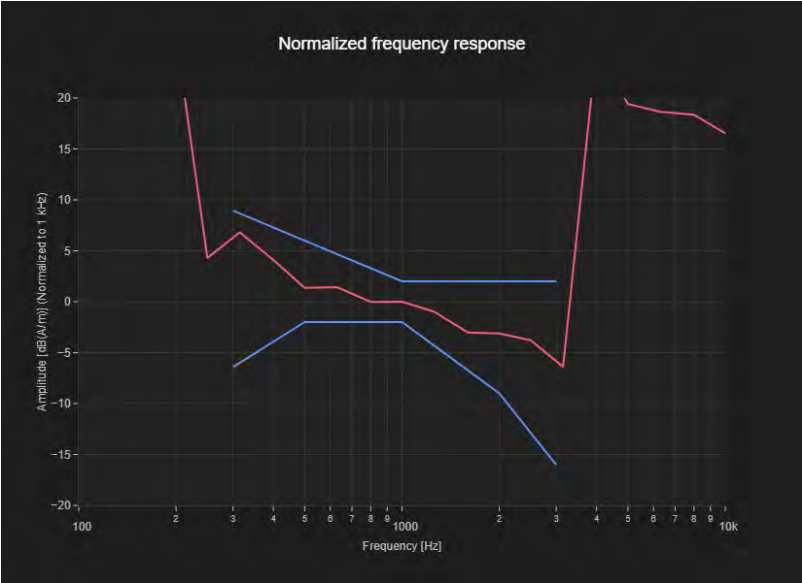 Normalized frequency response
Amplitude [dB(A/m)] (Normalized to 1 kHz)
20
15
10
5
0
−5
−10
−15
−20
100 2 3 4 5 6 7 8 9 1000 2 3 4 5 6 7 8 9 10k
Frequency [Hz]